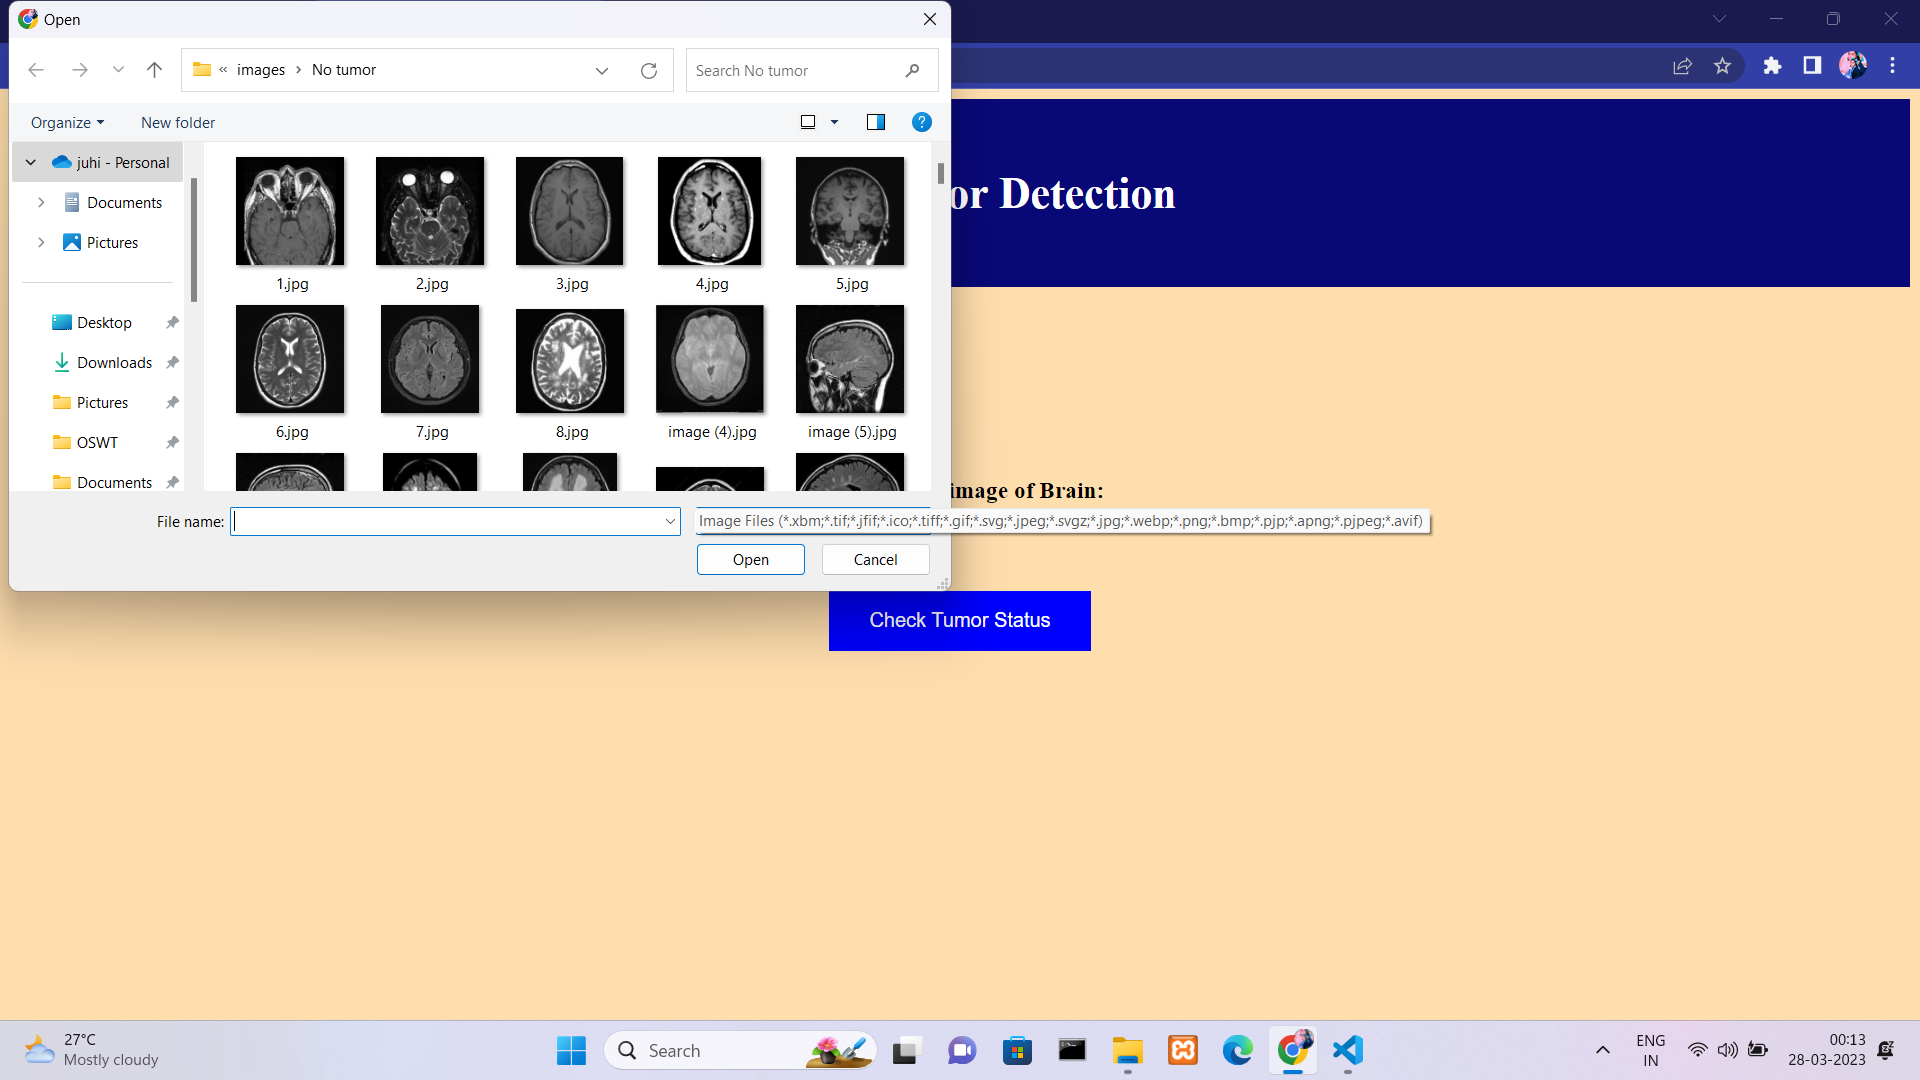 Open
images
No tumor
Search No tumor
Organize
New folder
juhi - Personal
Documents
Pictures
Desktop
Downloads
Pictures
OSWT
Documents
1.jpg
2.jpg
3.jpg
4.jpg
5.jpg
6.jpg
7.jpg
8.jpg
image (4).jpg
image (5).jpg
File name:
Image Files (*.xbm;*.tif;*.jfif;*.ico;*.tiff;*.gif;*.svg;*.jpeg;*.svgz;*.jpg;*.webp;*.png;*.bmp;*.pjp;*.apng;*.pjpeg;*.avif)
Open
Cancel
or Detection
image of Brain:
Check Tumor Status
27°C
Mostly cloudy
Search
ENG
IN
00:13
28-03-2023